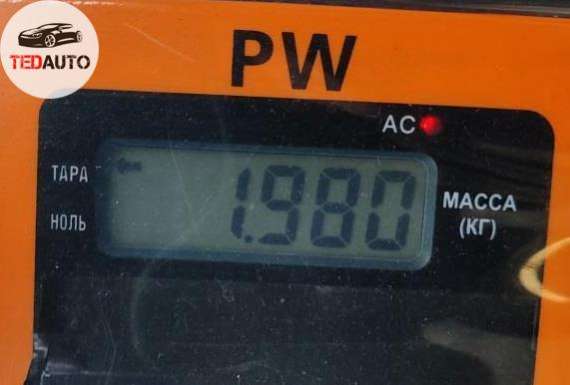 TEDAUTO
PW
AC
ТАРА
1.980
МАССА
(КГ)
НОЛЬ